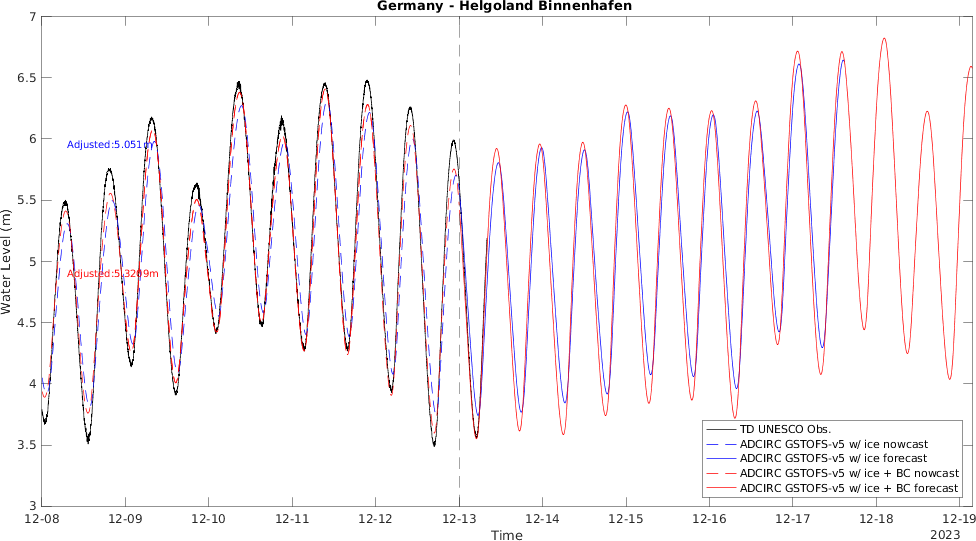 Germany - Helgoland Binnenhafen
7
6.5
6
5.5
5
4.5
4
3.5
3
Water Level (m)
Adjusted:5.051m
Adjusted:5.3209m
TD UNESCO Obs.
ADCIRC GSTOFS-v5 w/ ice nowcast
ADCIRC GSTOFS-v5 w/ ice forecast
ADCIRC GSTOFS-v5 w/ ice + BC nowcast
ADCIRC GSTOFS-v5 w/ ice + BC forecast
12-08 12-09 12-10 12-11 12-12 12-13 12-14 12-15 12-16 12-17 12-18 12-19
Time
2023